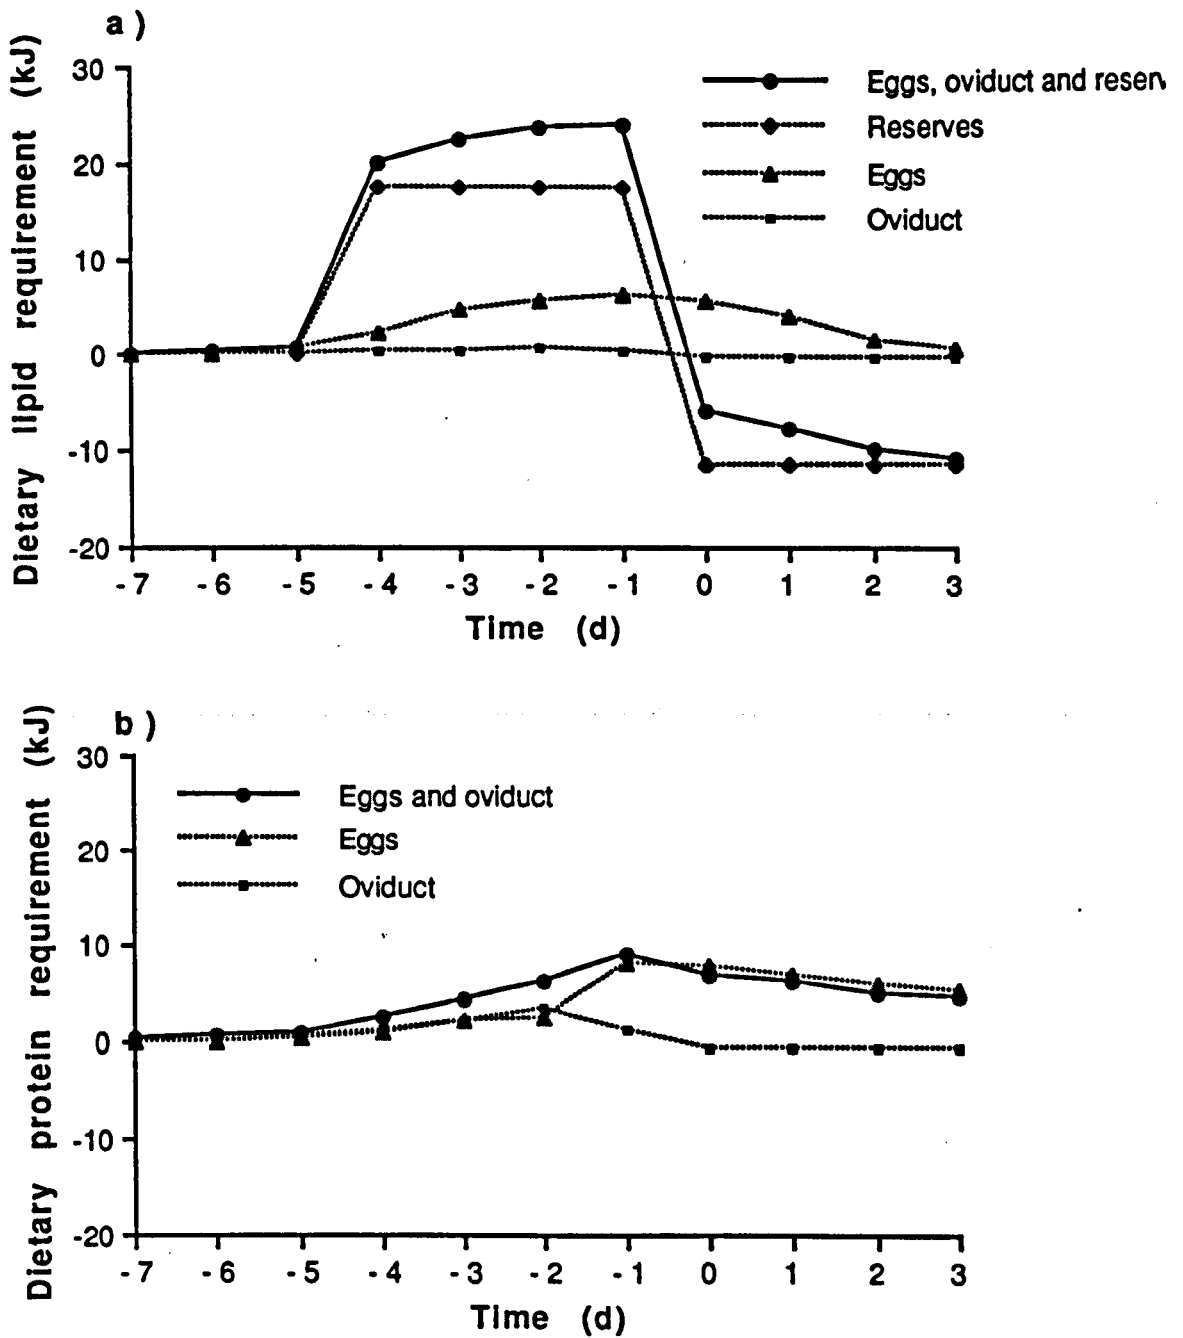 a )
Dietary lipid requirement (kJ)
30
20
10
0
-10
-20
Eggs, oviduct and reserv
Reserves
Eggs
Oviduct
-7 -6 -5 -4 -3 -2 -1 0 1 2 3
Time (d)
b )
Dietary protein requirement (kJ)
30
20
10
0
-10
-20
Eggs and oviduct
Eggs
Oviduct
-7 -6 -5 -4 -3 -2 -1 0 1 2 3
Time (d)